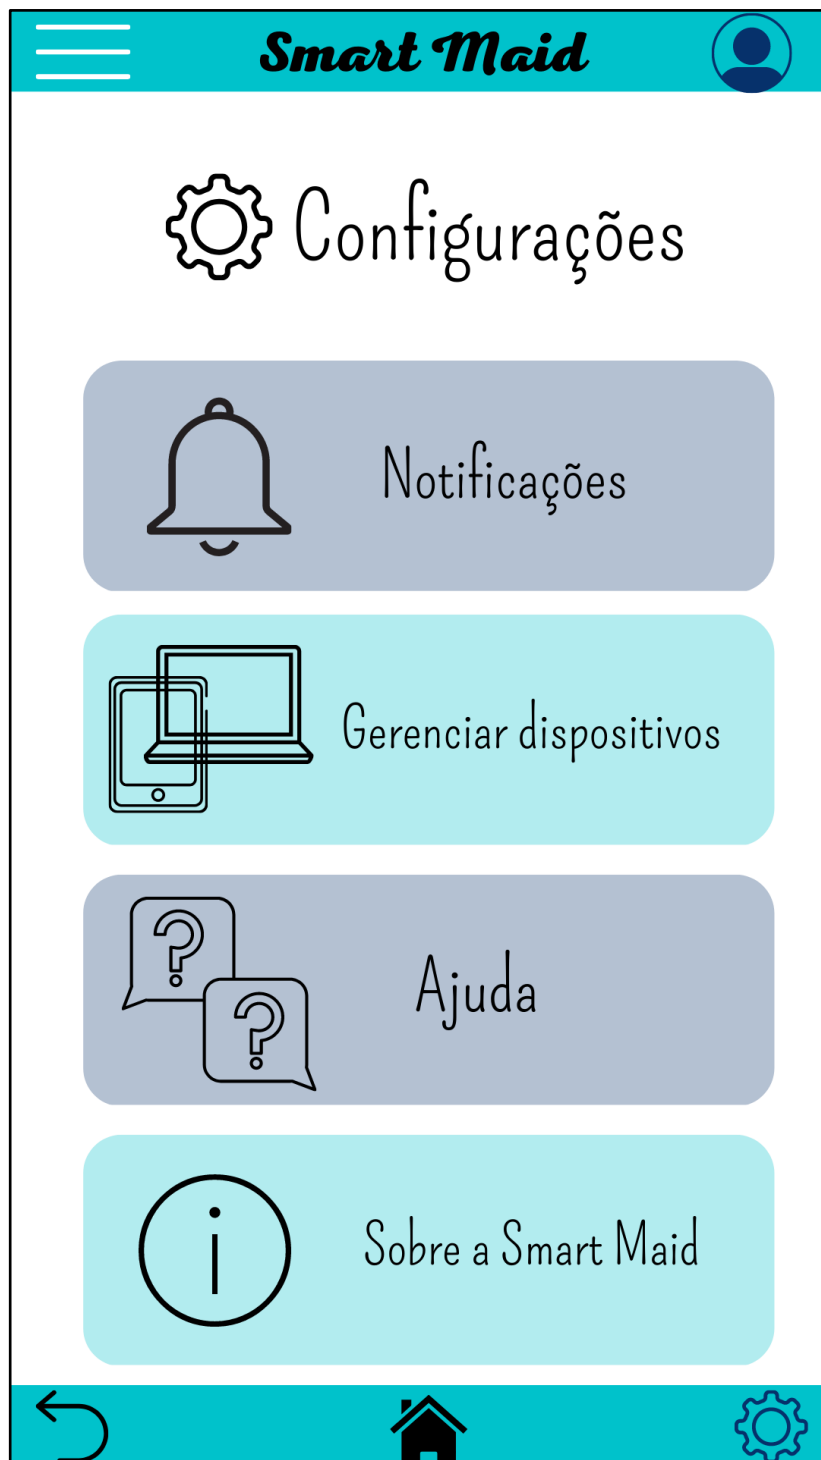 Smart Maid
Configurações
Notificações
Gerenciar dispositivos
Ajuda
Sobre a Smart Maid